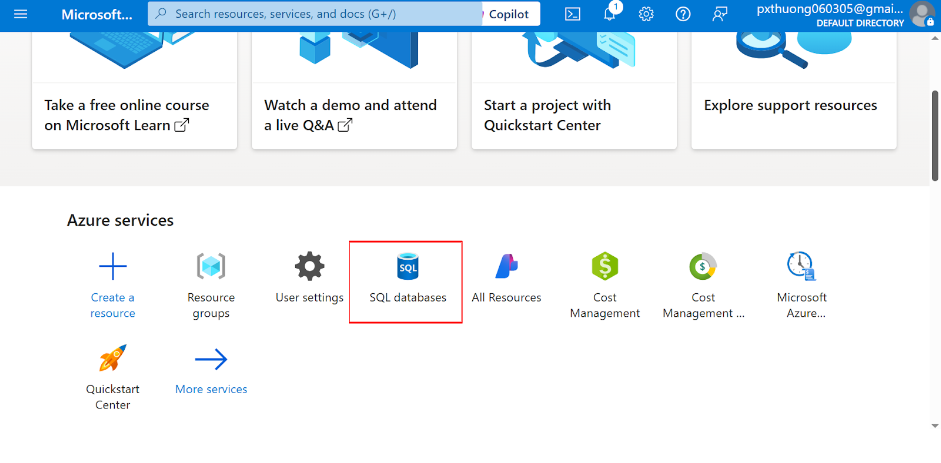 Microsoft...
Search resources, services, and docs (G+/)
Copilot
1
pxthuong060305@gmai...
DEFAULT DIRECTORY
Take a free online course
on Microsoft Learn
Watch a demo and attend
a live Q&A
Start a project with
Quickstart Center
Explore support resources
Azure services
Create a
resource
Resource
groups
User settings
SQL
SQL databases
All Resources
Cost
Management
Cost
Management ...
Microsoft
Azure...
Quickstart
Center
More services